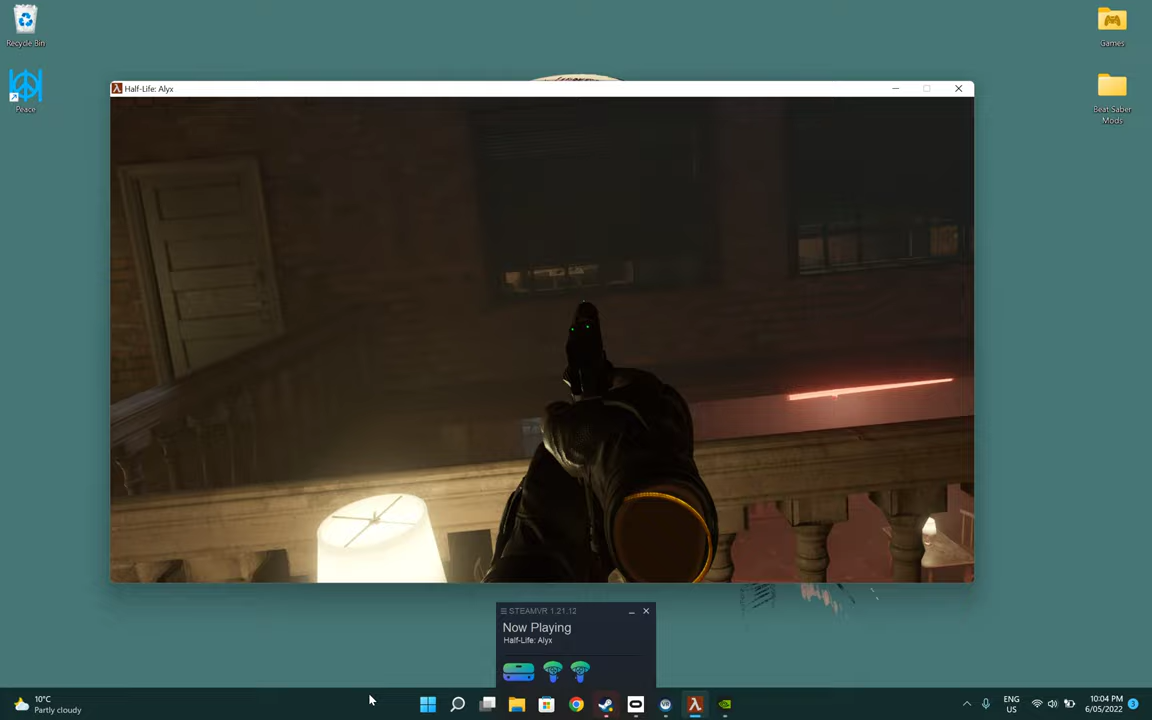 Recycle Bin
Games
Peace
Beat Saber
Mods
Half-Life: Alyx
STEAMVR 1.21.12
Now Playing
Half-Life: Alyx
10°C
Partly cloudy
ENG
US
10:04 PM
6/05/2022
3